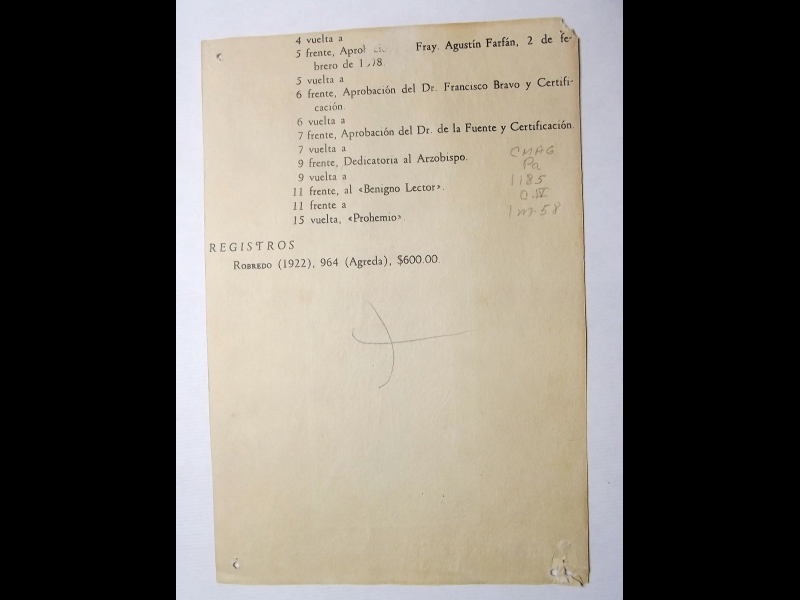 4 vuelta a
5 frente, Fray. Agustín Farfán, 2 de fe-
brero de
5 vuelta a
6 frente, Aprobación del Dr. Francisco Bravo y Certifi-
cación.
6 vuelta a
7 frente, Aprobación del Dr. de la Fuente y Certificación.
7 vuelta a
9 frente, Dedicatoria al Arzobispo.
9 vuelta a
11 frente, al «Benigno Lector».
11 frente a
15 vuelta, «Prohemio».
CMAG
Pa
1185
REGISTROS
ROBREDO (1922), 964 (Agreda), $600.00.